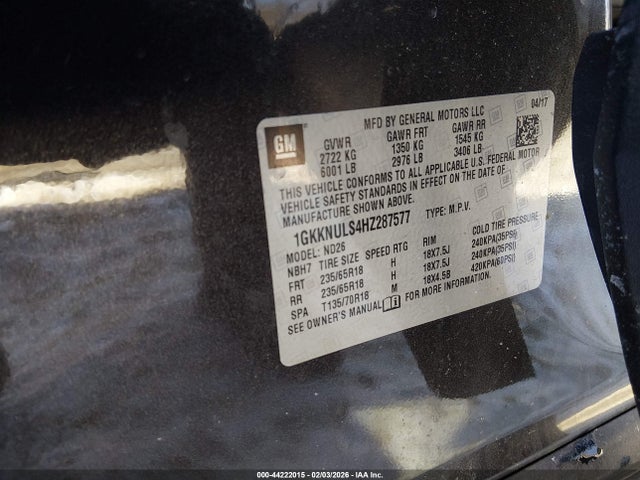 GM
MFD BY GENERAL MOTORS LLC 04/17
GVWR GAWR FRT GAWR RR
2722 KG 1350 KG 1545 KG
6001 LB 2976 LB 3406 LB
THIS VEHICLE CONFORMS TO ALL APPLICABLE U.S. FEDERAL MOTOR
VEHICLE SAFETY STANDARDS IN EFFECT ON THE DATE OF
MANUFACTURE SHOWN ABOVE.
1GKKNULS4HZ287577 TYPE: M.P.V.
MODEL: ND26
NBH7 TIRE SIZE SPEED RTG RIM COLD TIRE PRESSURE
FRT 235/65R18 H 18X7.5J 240KPA(35PSI)
RR 235/65R18 H 18X7.5J 240KPA(35PSI)
SPA T135/70R18 M 18X4.5B 420KPA(60PSI)
SEE OWNER'S MANUAL FOR MORE INFORMATION.
000-44222015 - 02/03/2026 - IAA Inc.